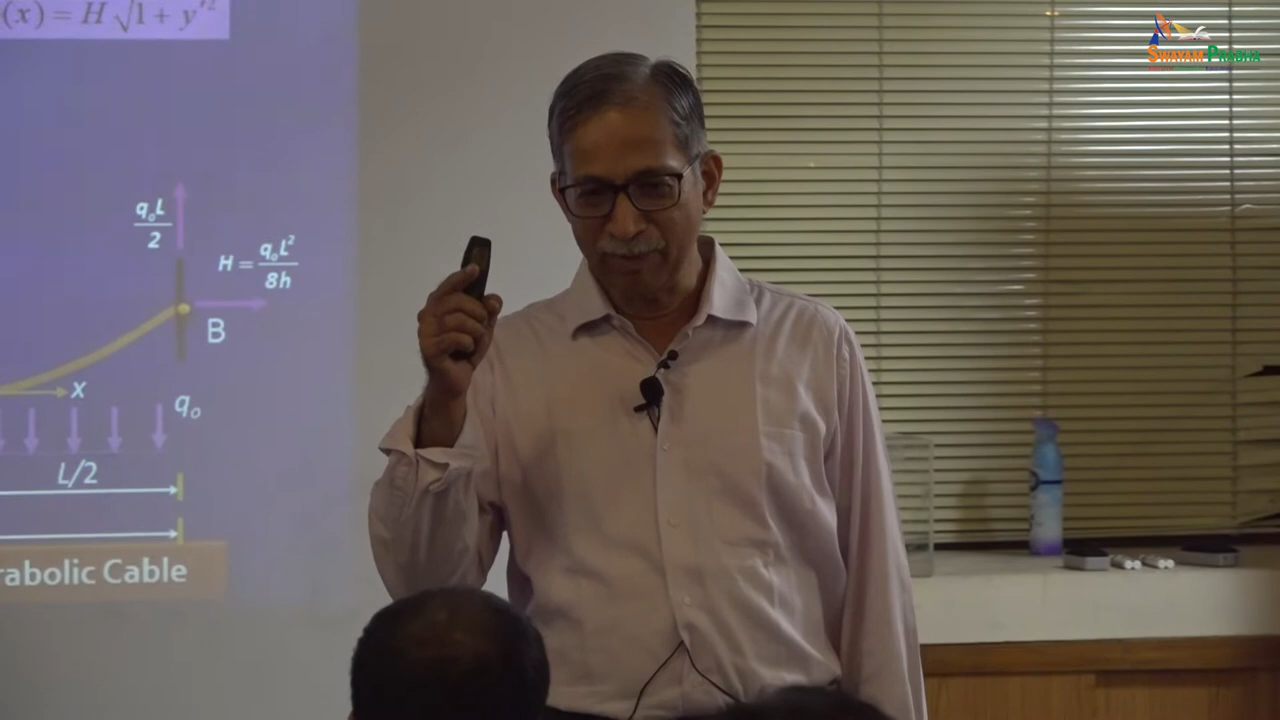 (x) = H √1 + y'²
q₀L
2
H = q₀L²
8h
B
x
q₀
L/2
rabolic Cable
SWAYAM PRABHA